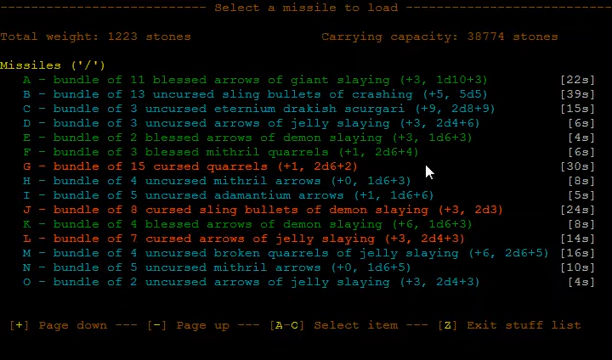 -------------------------- Select a missile to load --------------------------
Total weight: 1223 stones Carrying capacity: 38774 stones
Missiles ('/')
A - bundle of 11 blessed arrows of giant slaying (+3, 1d10+3) [22s]
B - bundle of 13 uncursed sling bullets of crashing (+5, 5d5) [39s]
C - bundle of 3 uncursed eternium drakish scurgari (+9, 2d8+9) [15s]
D - bundle of 3 uncursed arrows of jelly slaying (+3, 2d4+6) [6s]
E - bundle of 2 blessed arrows of demon slaying (+3, 1d6+3) [4s]
F - bundle of 3 blessed mithril quarrels (+1, 2d6+4) [6s]
G - bundle of 15 cursed quarrels (+1, 2d6+2) [30s]
H - bundle of 4 uncursed mithril arrows (+0, 1d6+3) [8s]
I - bundle of 5 uncursed adamantium arrows (+1, 1d6+6) [5s]
J - bundle of 8 cursed sling bullets of demon slaying (+3, 2d3) [24s]
K - bundle of 4 blessed arrows of demon slaying (+6, 1d6+3) [8s]
L - bundle of 7 cursed arrows of jelly slaying (+3, 2d4+3) [14s]
M - bundle of 4 uncursed broken quarrels of jelly slaying (+6, 2d6+5) [16s]
N - bundle of 5 uncursed mithril arrows (+0, 1d6+5) [10s]
O - bundle of 2 uncursed arrows of jelly slaying (+3, 2d4+3) [4s]
[+] Page down --- [-] Page up --- [A-C] Select item --- [Z] Exit stuff list